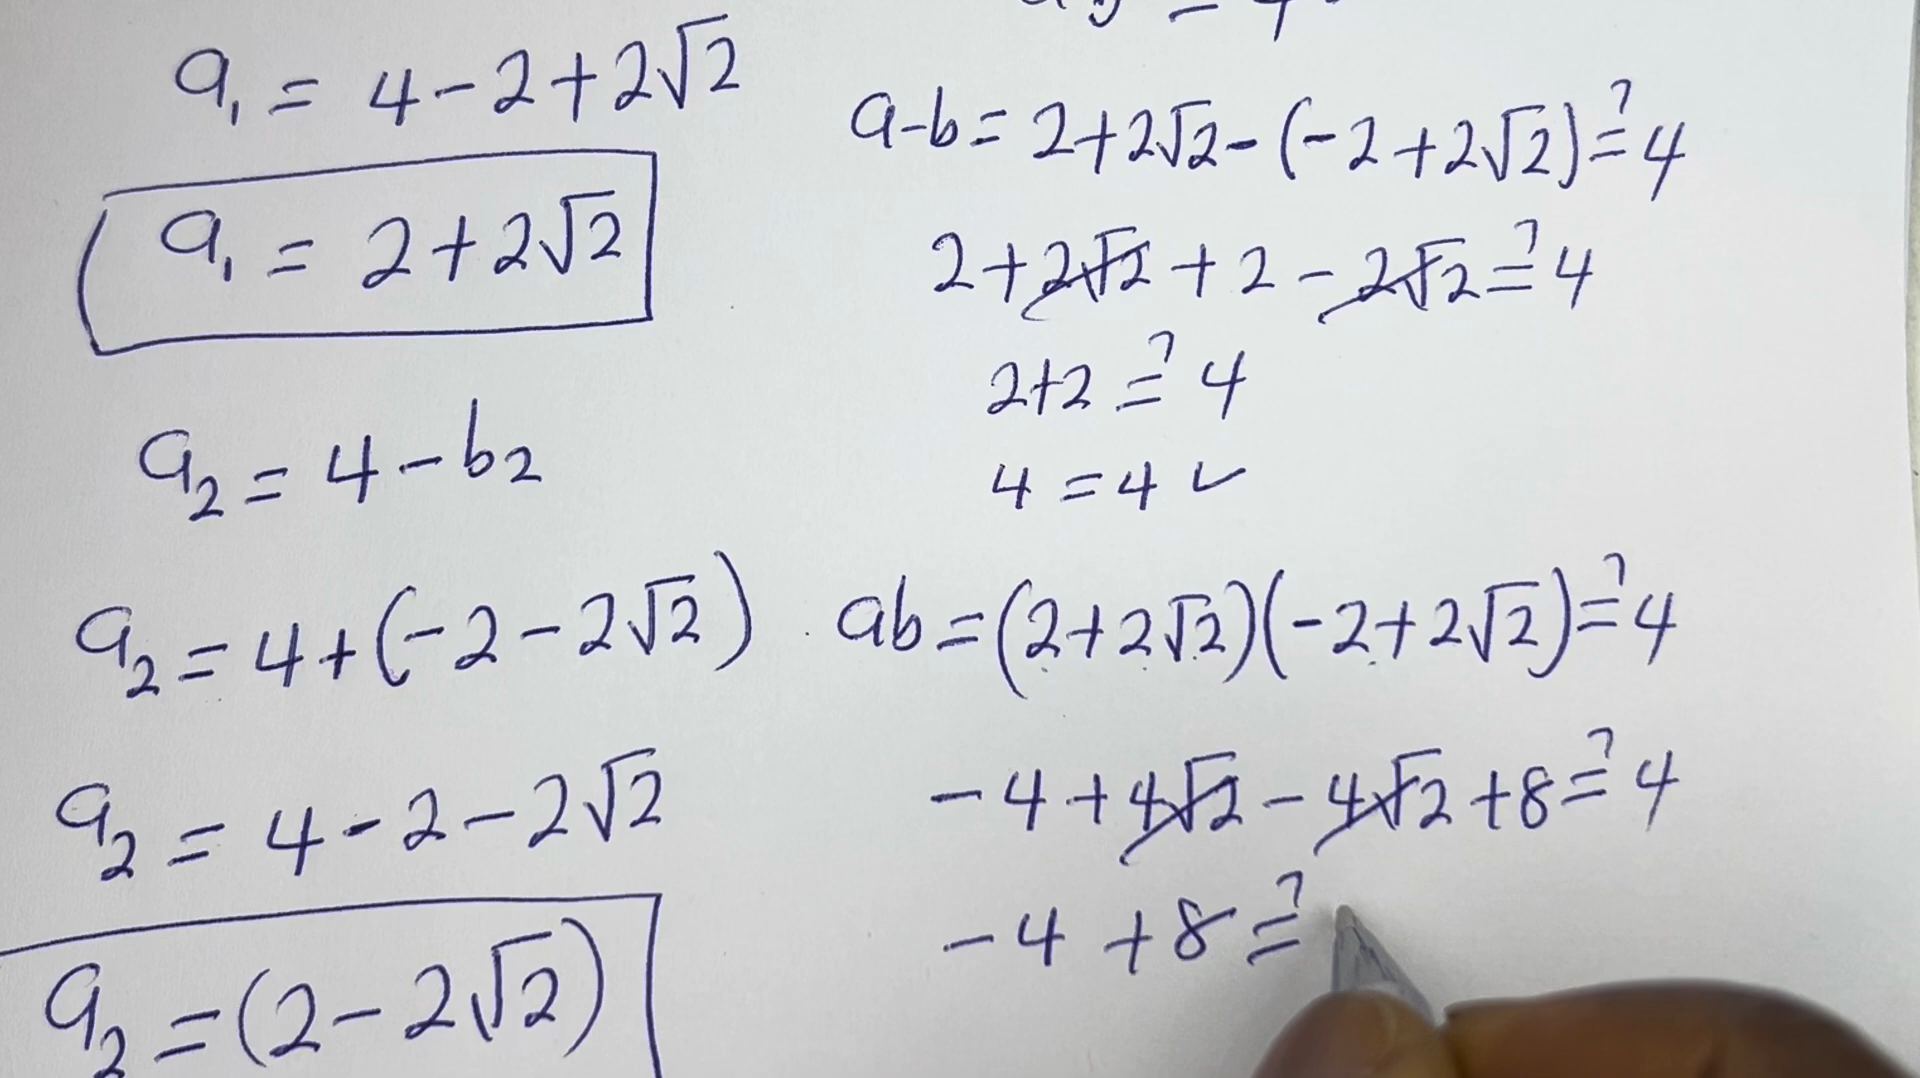 a₁ = 4 - 2 + 2√2
a₁ = 2 + 2√2
a₂ = 4 - b₂
a₂ = 4 + (-2 - 2√2)
a₂ = 4 - 2 - 2√2
a₂ = (2 - 2√2)
a - b = 2 + 2√2 - (-2 + 2√2) =? 4
2 + 2√2 + 2 - 2√2 =? 4
2 + 2 =? 4
4 = 4 ✓
ab = (2 + 2√2)(-2 + 2√2) =? 4
-4 + 4√2 - 4√2 + 8 =? 4
-4 + 8 =?